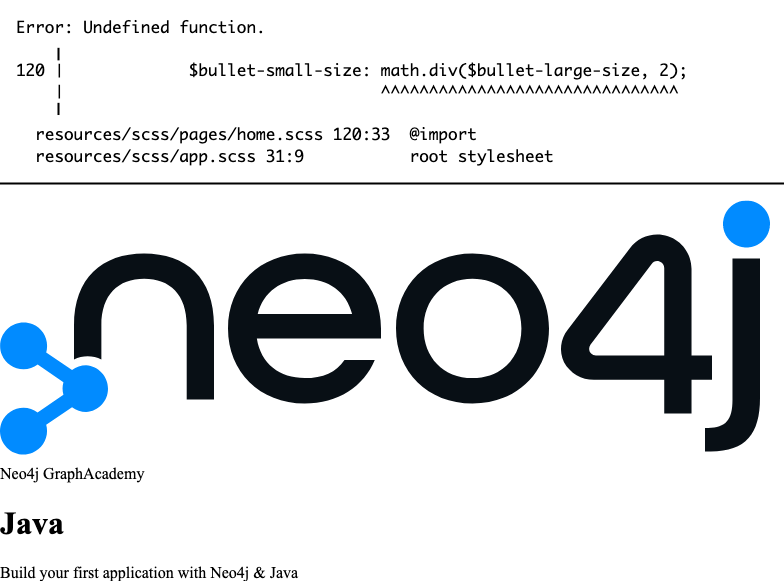 Error: Undefined function.
120 | $bullet-small-size: math.div($bullet-large-size, 2);
| ^^^^^^^^^^^^^^^^^^^^^^^^^^^^^^^
resources/scss/pages/home.scss 120:33 @import
resources/scss/app.scss 31:9 root stylesheet
neo4j
Neo4j GraphAcademy
Java
Build your first application with Neo4j & Java